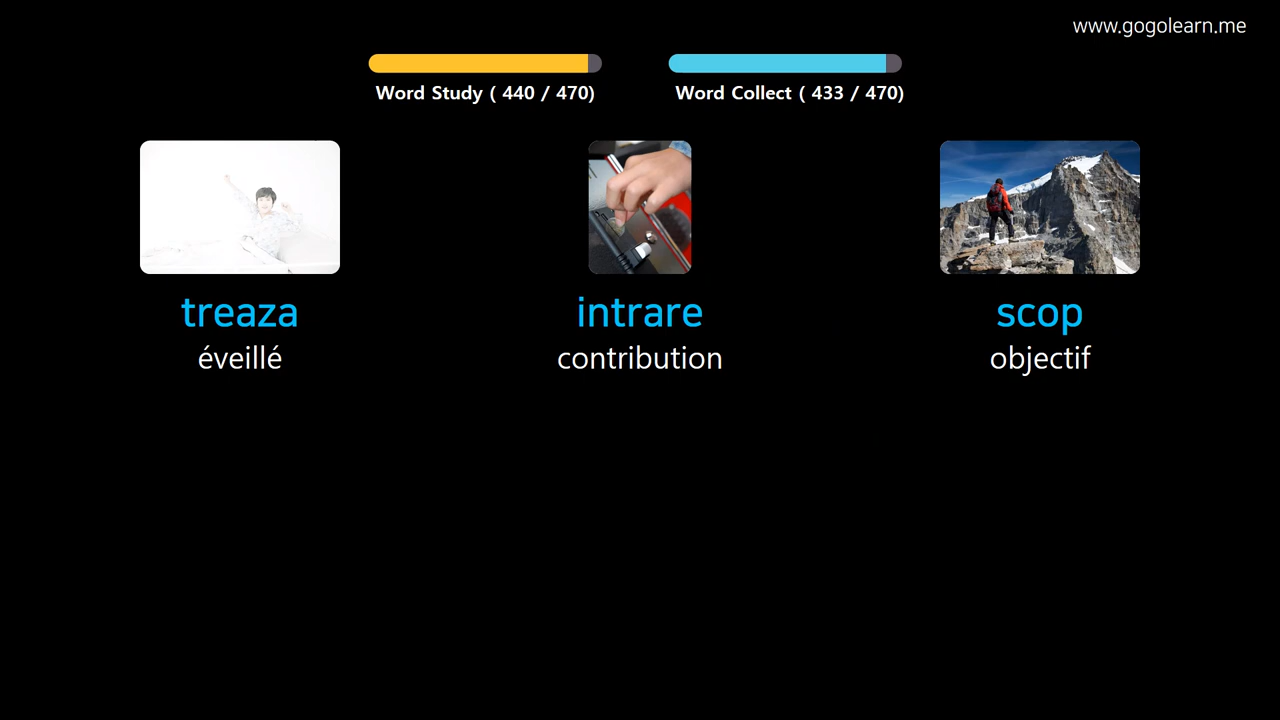 www.gogolearn.me
Word Study ( 440 / 470)
Word Collect ( 433 / 470)
treaza
intrare
scop
éveillé
contribution
objectif